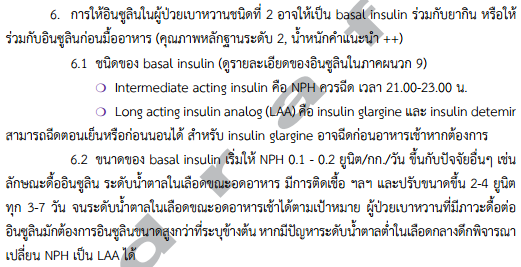 6. การให้อินซูลินในผู้ป่วยเบาหวานชนิดที่ 2 อาจให้เป็น basal insulin ร่วมกับยากิน หรือให้
ร่วมกับอินซูลินก่อนมื้ออาหาร (คุณภาพหลักฐานระดับ 2, น้ำหนักคำแนะนำ ++)
6.1 ชนิดของ basal insulin (ดูรายละเอียดของอินซูลินในภาคผนวก 9)
❍ Intermediate acting insulin คือ NPH ควรฉีด เวลา 21.00-23.00 น.
❍ Long acting insulin analog (LAA) คือ insulin glargine และ insulin detemir
สามารถฉีดตอนเย็นหรือก่อนนอนได้ สำหรับ insulin glargine อาจฉีดก่อนอาหารเช้าหากต้องการ
6.2 ขนาดของ basal insulin เริ่มให้ NPH 0.1 - 0.2 ยูนิต/กก./วัน ขึ้นกับปัจจัยอื่นๆ เช่น
ลักษณะดื้ออินซูลิน ระดับน้ำตาลในเลือดขณะอดอาหาร มีการติดเชื้อ ฯลฯ และปรับขนาดขึ้น 2-4 ยูนิต
ทุก 3-7 วัน จนระดับน้ำตาลในเลือดขณะอดอาหารเช้าได้ตามเป้าหมาย ผู้ป่วยเบาหวานที่มีภาวะดื้อต่อ
อินซูลินมักต้องการอินซูลินขนาดสูงกว่าที่ระบุข้างต้น หากมีปัญหาระดับน้ำตาลต่ำในเลือดกลางดึกพิจารณา
เปลี่ยน NPH เป็น LAA ได้